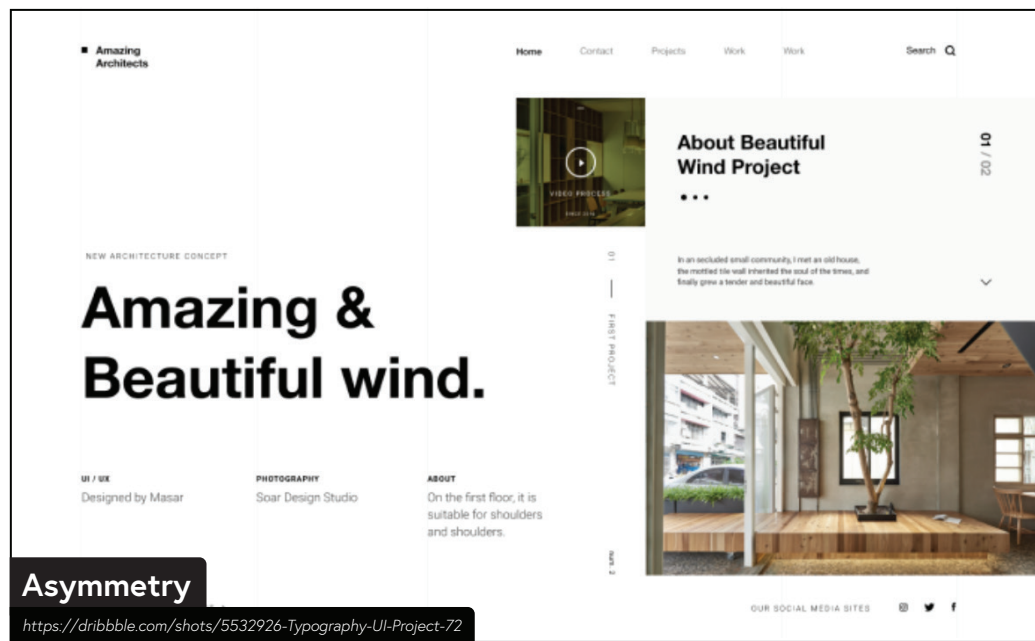 Amazing
Architects
Home
Contact
Projects
Work
Work
Search
VIDEO PROCESS
About Beautiful
Wind Project
01 / 02
NEW ARCHITECTURE CONCEPT
Amazing &
Beautiful wind.
01
FIRST PROJECT
In an secluded small community, I met an old house,
the mottled tile wall inherited the soul of the times, and
finally grew a tender and beautiful face.
UI / UX
Designed by Masar
PHOTOGRAPHY
Soar Design Studio
ABOUT
On the first floor, it is
suitable for shoulders
and shoulders.
num. 2
OUR SOCIAL MEDIA SITES
Asymmetry
https://dribbble.com/shots/5532926-Typography-UI-Project-72